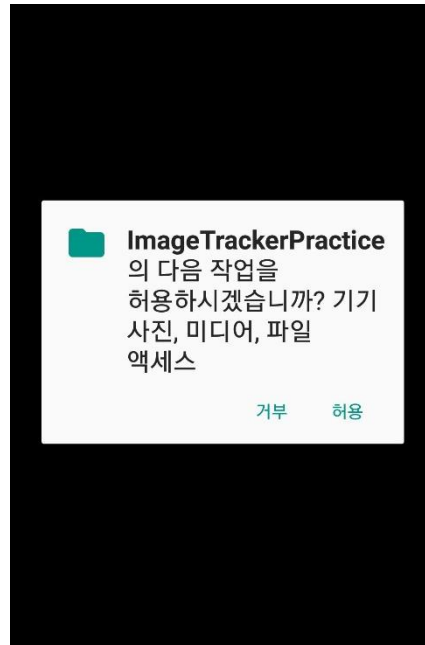 ImageTrackerPractice
의 다음 작업을
허용하시겠습니까? 기기
사진, 미디어, 파일
액세스
거부 허용